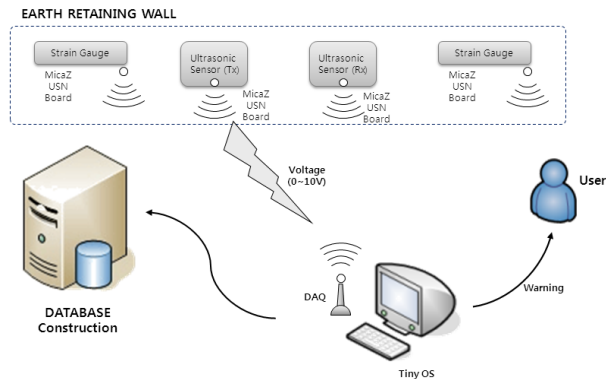 EARTH RETAINING WALL
Strain Gauge
MicaZ
USN
Board
Ultrasonic
Sensor (Tx)
MicaZ
USN
Board
Ultrasonic
Sensor (Rx)
MicaZ
USN
Board
Strain Gauge
MicaZ
USN
Board
Voltage
(0~10V)
User
DAQ
Warning
DATABASE
Construction
Tiny OS